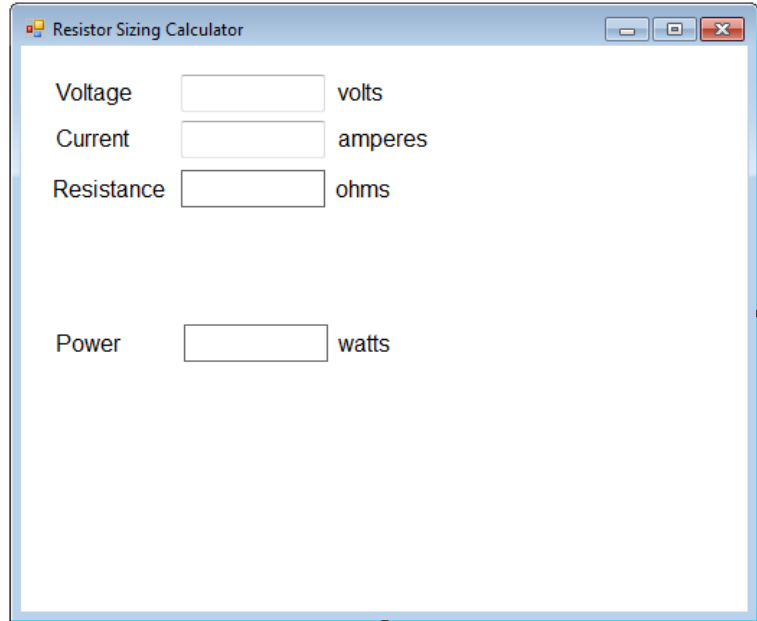 Resistor Sizing Calculator
Voltage volts
Current amperes
Resistance ohms
Power watts